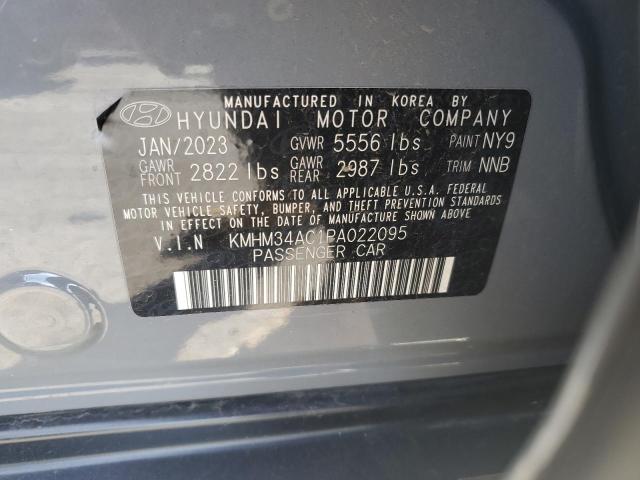 MANUFACTURED IN KOREA BY
HYUNDAI MOTOR COMPANY
JAN/2023 GVWR 5556 lbs PAINT NY9
GAWR FRONT 2822 lbs GAWR REAR 2987 lbs TRIM NNB
THIS VEHICLE CONFORMS TO ALL APPLICABLE U.S.A. FEDERAL
MOTOR VEHICLE SAFETY, BUMPER, AND THEFT PREVENTION STANDARDS
IN EFFECT ON THE DATE OF MANUFACTURE SHOWN ABOVE.
V.I.N KMHM34AC1PA022095
PASSENGER CAR